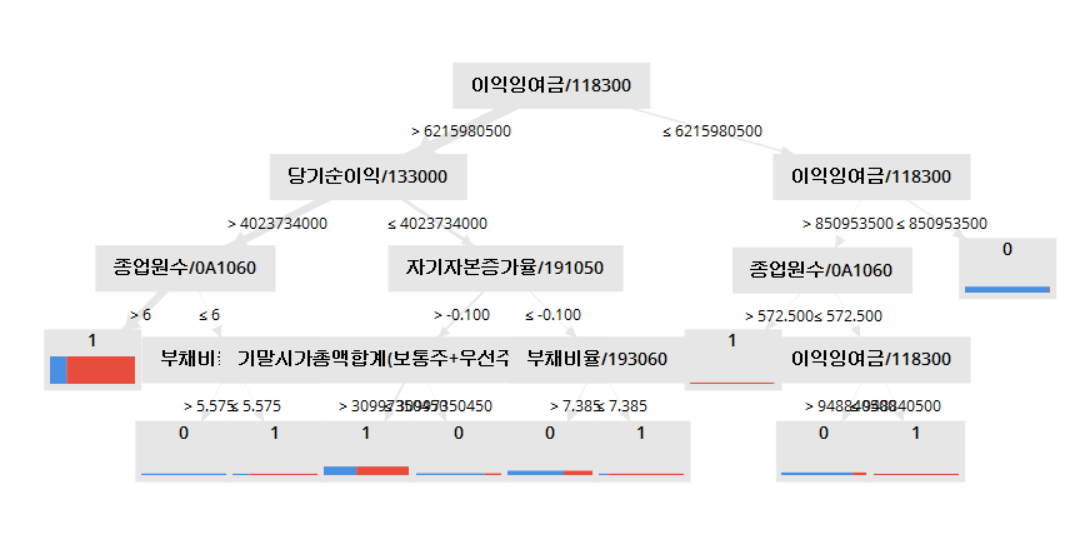 이익잉여금/118300
> 6215980500
≤ 6215980500
당기순이익/133000
이익잉여금/118300
> 4023734000
≤ 4023734000
> 850953500
≤ 850953500
종업원수/0A1060
자기자본증가율/191050
종업원수/0A1060
0
> 6
≤ 6
> -0.100
≤ -0.100
> 572.500
≤ 572.500
1
부채비
기말시가총액합계(보통주+우선주
부채비율/193060
1
이익잉여금/118300
> 5.575
≤ 5.575
> 7.385
≤ 7.385
0
1
1
0
0
1
0
1